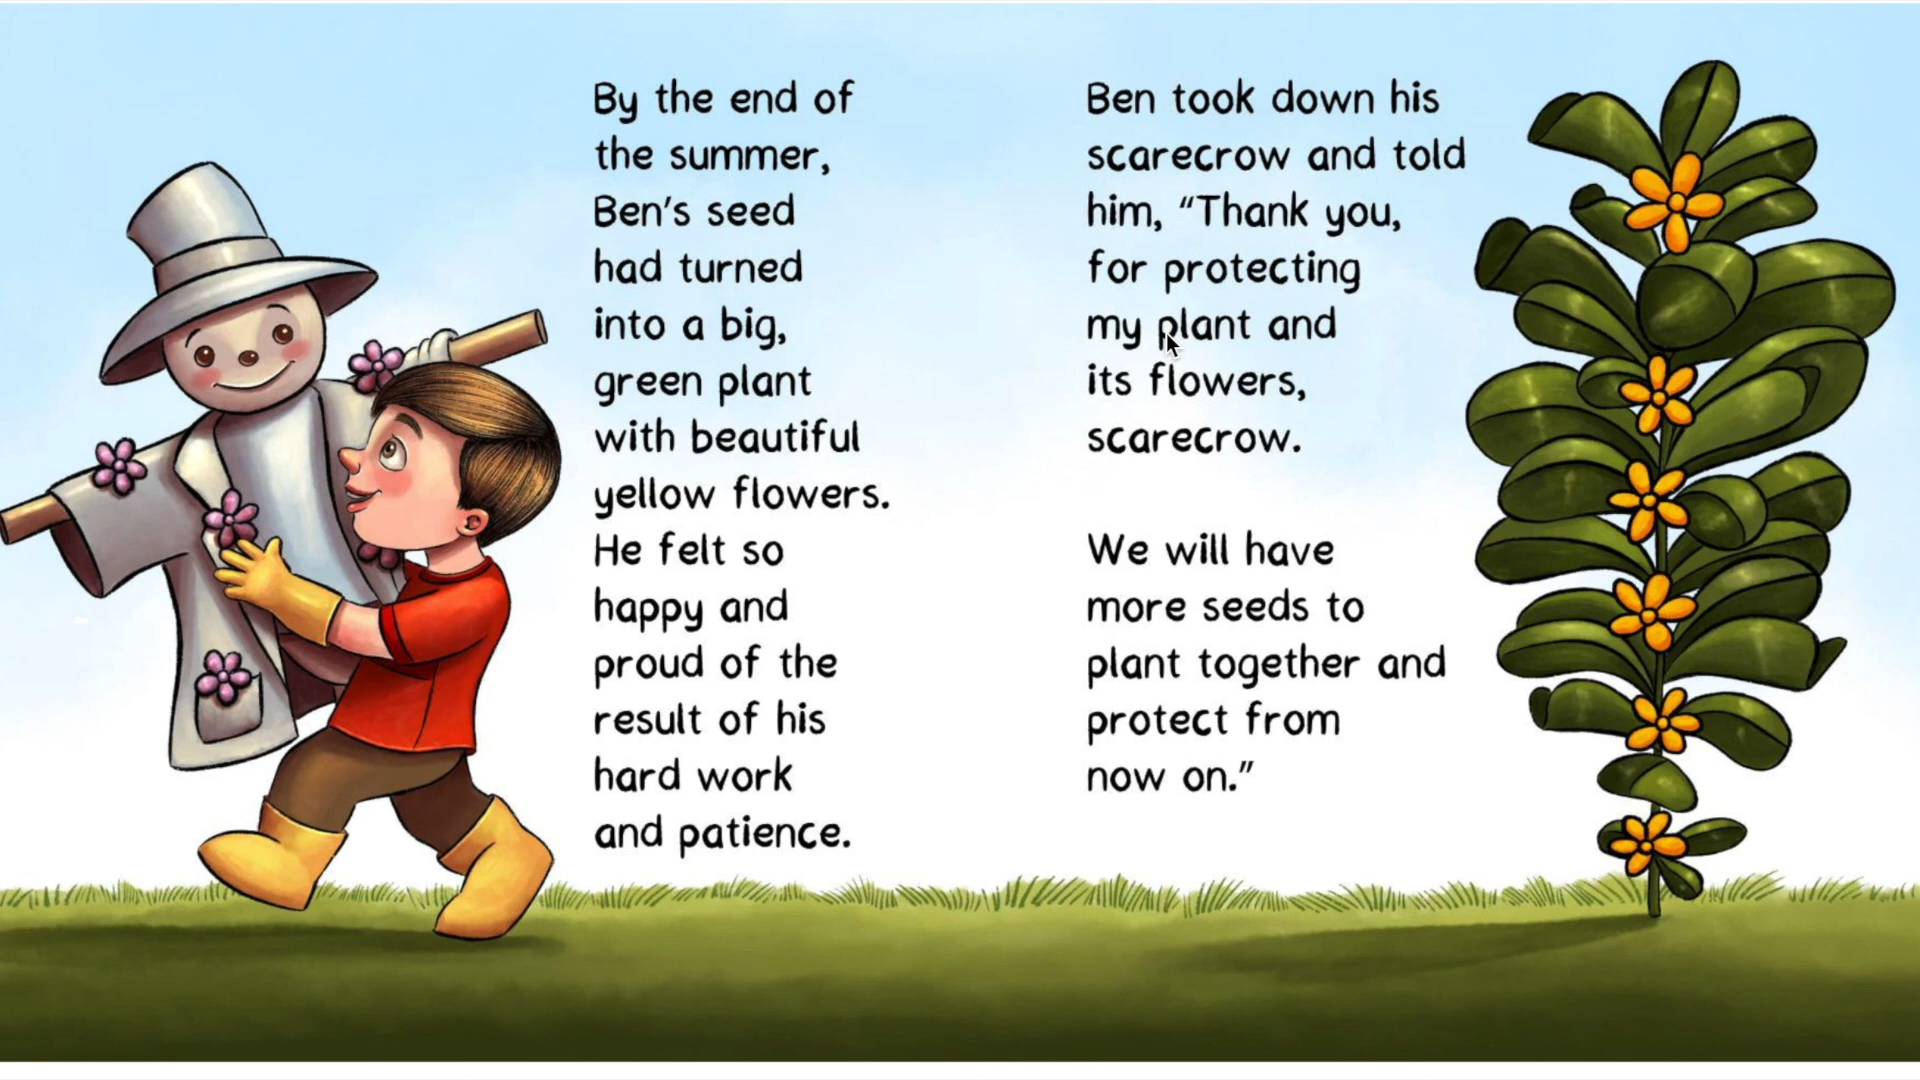 By the end of
the summer,
Ben's seed
had turned
into a big,
green plant
with beautiful
yellow flowers.
He felt so
happy and
proud of the
result of his
hard work
and patience.
Ben took down his
scarecrow and told
him, “Thank you,
for protecting
my plant and
its flowers,
scarecrow.
We will have
more seeds to
plant together and
protect from
now on.”